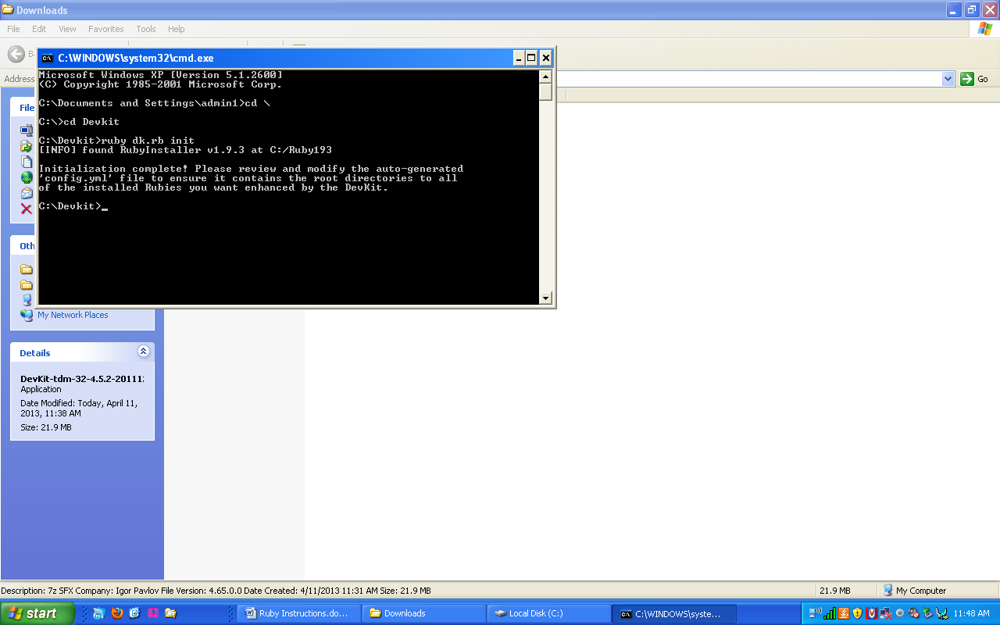 Downloads
File Edit View Favorites Tools Help
Address
Go
C:\WINDOWS\system32\cmd.exe
Microsoft Windows XP [Version 5.1.2600]
(C) Copyright 1985-2001 Microsoft Corp.
C:\Documents and Settings\admin1>cd \
C:\>cd Devkit
C:\Devkit>ruby dk.rb init
[INFO] found RubyInstaller v1.9.3 at C:/Ruby193
Initialization complete! Please review and modify the auto-generated
'config.yml' file to ensure it contains the root directories to all
of the installed Rubies you want enhanced by the DevKit.
C:\Devkit>_
File
Oth
My Network Places
Details
DevKit-tdm-32-4.5.2-20111
Application
Date Modified: Today, April 11,
2013, 11:38 AM
Size: 21.9 MB
Description: 7z SFX Company: Igor Pavlov File Version: 4.65.0.0 Date Created: 4/11/2013 11:31 AM Size: 21.9 MB
21.9 MB
My Computer
start
Ruby Instructions.do...
Downloads
Local Disk (C:)
C:\WINDOWS\syste...
11:48 AM